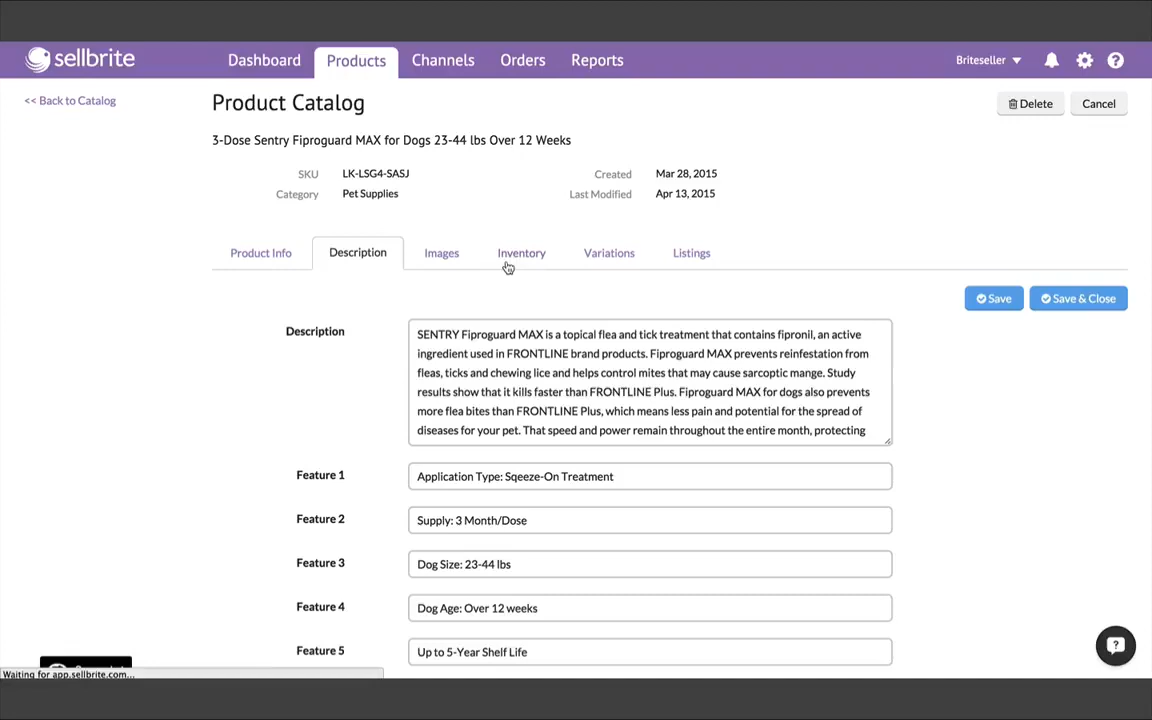 sellbrite
Dashboard Products Channels Orders Reports Briteseller
<< Back to Catalog
Product Catalog
Delete Cancel
3-Dose Sentry Fiproguard MAX for Dogs 23-44 lbs Over 12 Weeks
SKU LK-LSG4-SASJ Created Mar 28, 2015
Category Pet Supplies Last Modified Apr 13, 2015
Product Info Description Images Inventory Variations Listings
Save Save & Close
Description
SENTRY Fiproguard MAX is a topical flea and tick treatment that contains fipronil, an active
ingredient used in FRONTLINE brand products. Fiproguard MAX prevents reinfestation from
fleas, ticks and chewing lice and helps control mites that may cause sarcoptic mange. Study
results show that it kills faster than FRONTLINE Plus. Fiproguard MAX for dogs also prevents
more flea bites than FRONTLINE Plus, which means less pain and potential for the spread of
diseases for your pet. That speed and power remain throughout the entire month, protecting
Feature 1 Application Type: Sqeeze-On Treatment
Feature 2 Supply: 3 Month/Dose
Feature 3 Dog Size: 23-44 lbs
Feature 4 Dog Age: Over 12 weeks
Feature 5 Up to 5-Year Shelf Life
Waiting for app.sellbrite.com...